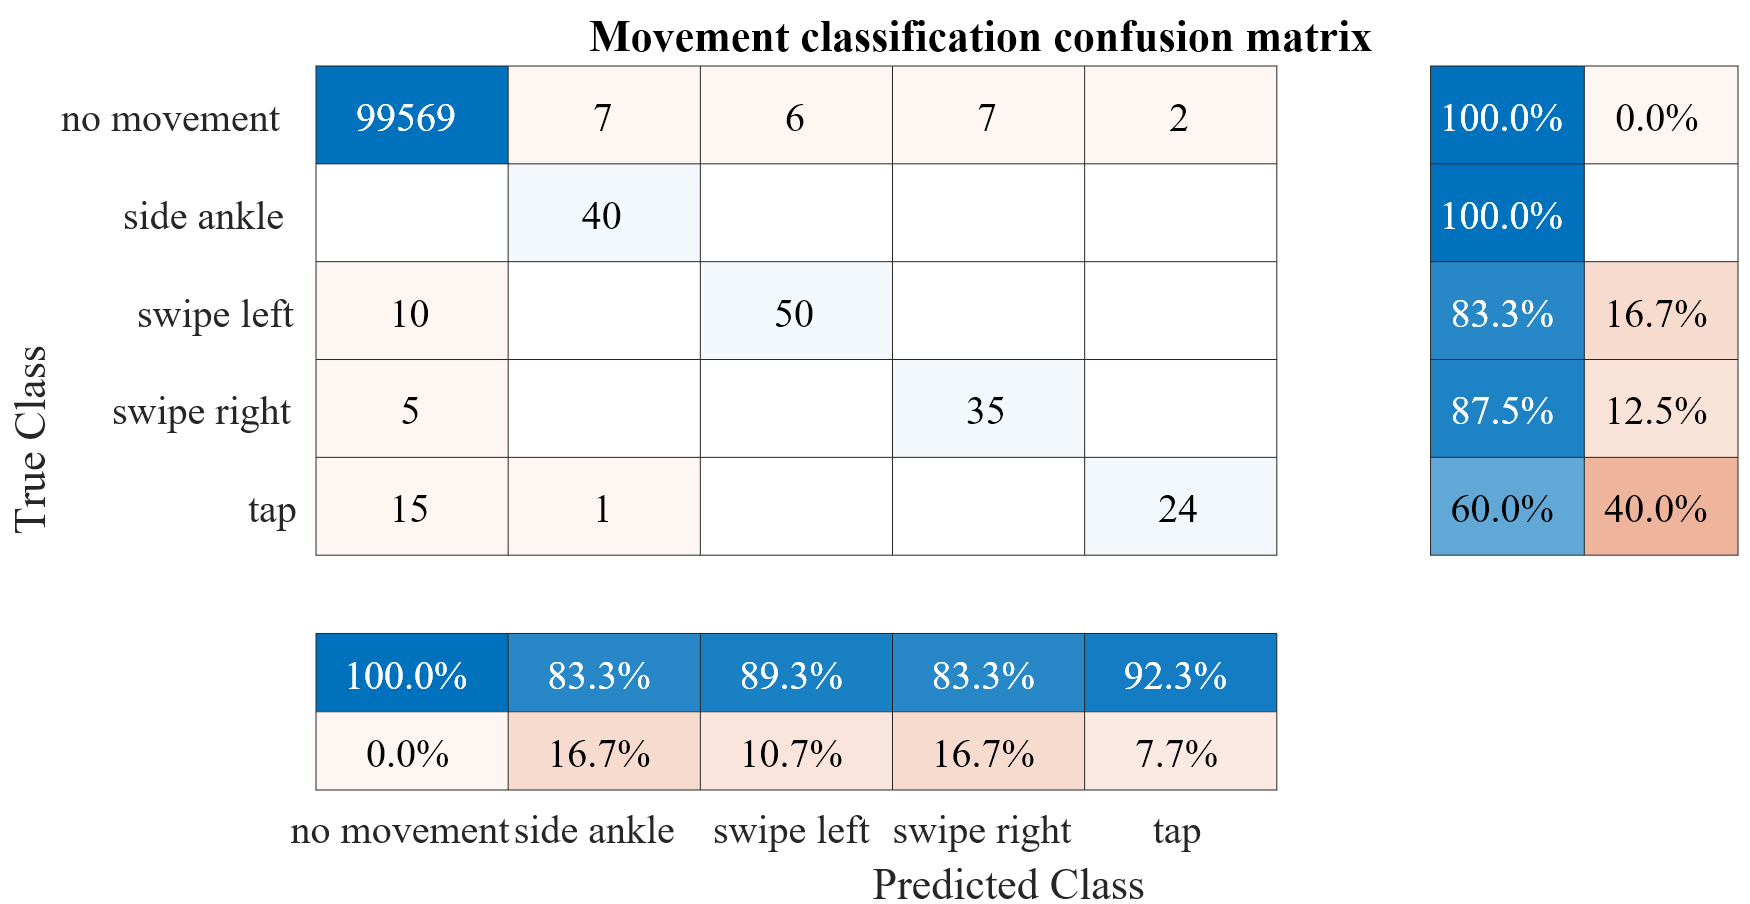 Movement classification confusion matrix
no movement 99569 7 6 7 2 100.0% 0.0%
side ankle 40 100.0%
swipe left 10 50 83.3% 16.7%
swipe right 5 35 87.5% 12.5%
tap 15 1 24 60.0% 40.0%
True Class
100.0% 83.3% 89.3% 83.3% 92.3%
0.0% 16.7% 10.7% 16.7% 7.7%
no movement side ankle swipe left swipe right tap
Predicted Class